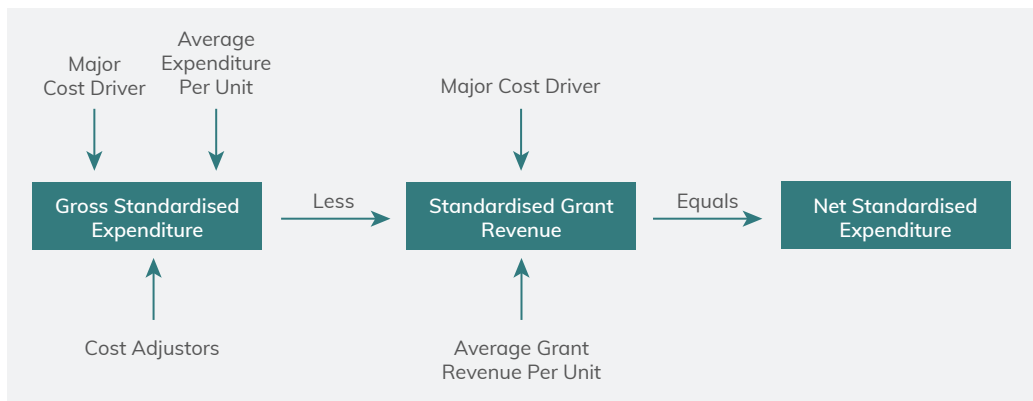 Major
Cost Driver
Average
Expenditure
Per Unit
Major Cost Driver
Gross Standardised
Expenditure
Less
Standardised Grant
Revenue
Equals
Net Standardised
Expenditure
Cost Adjustors
Average Grant
Revenue Per Unit